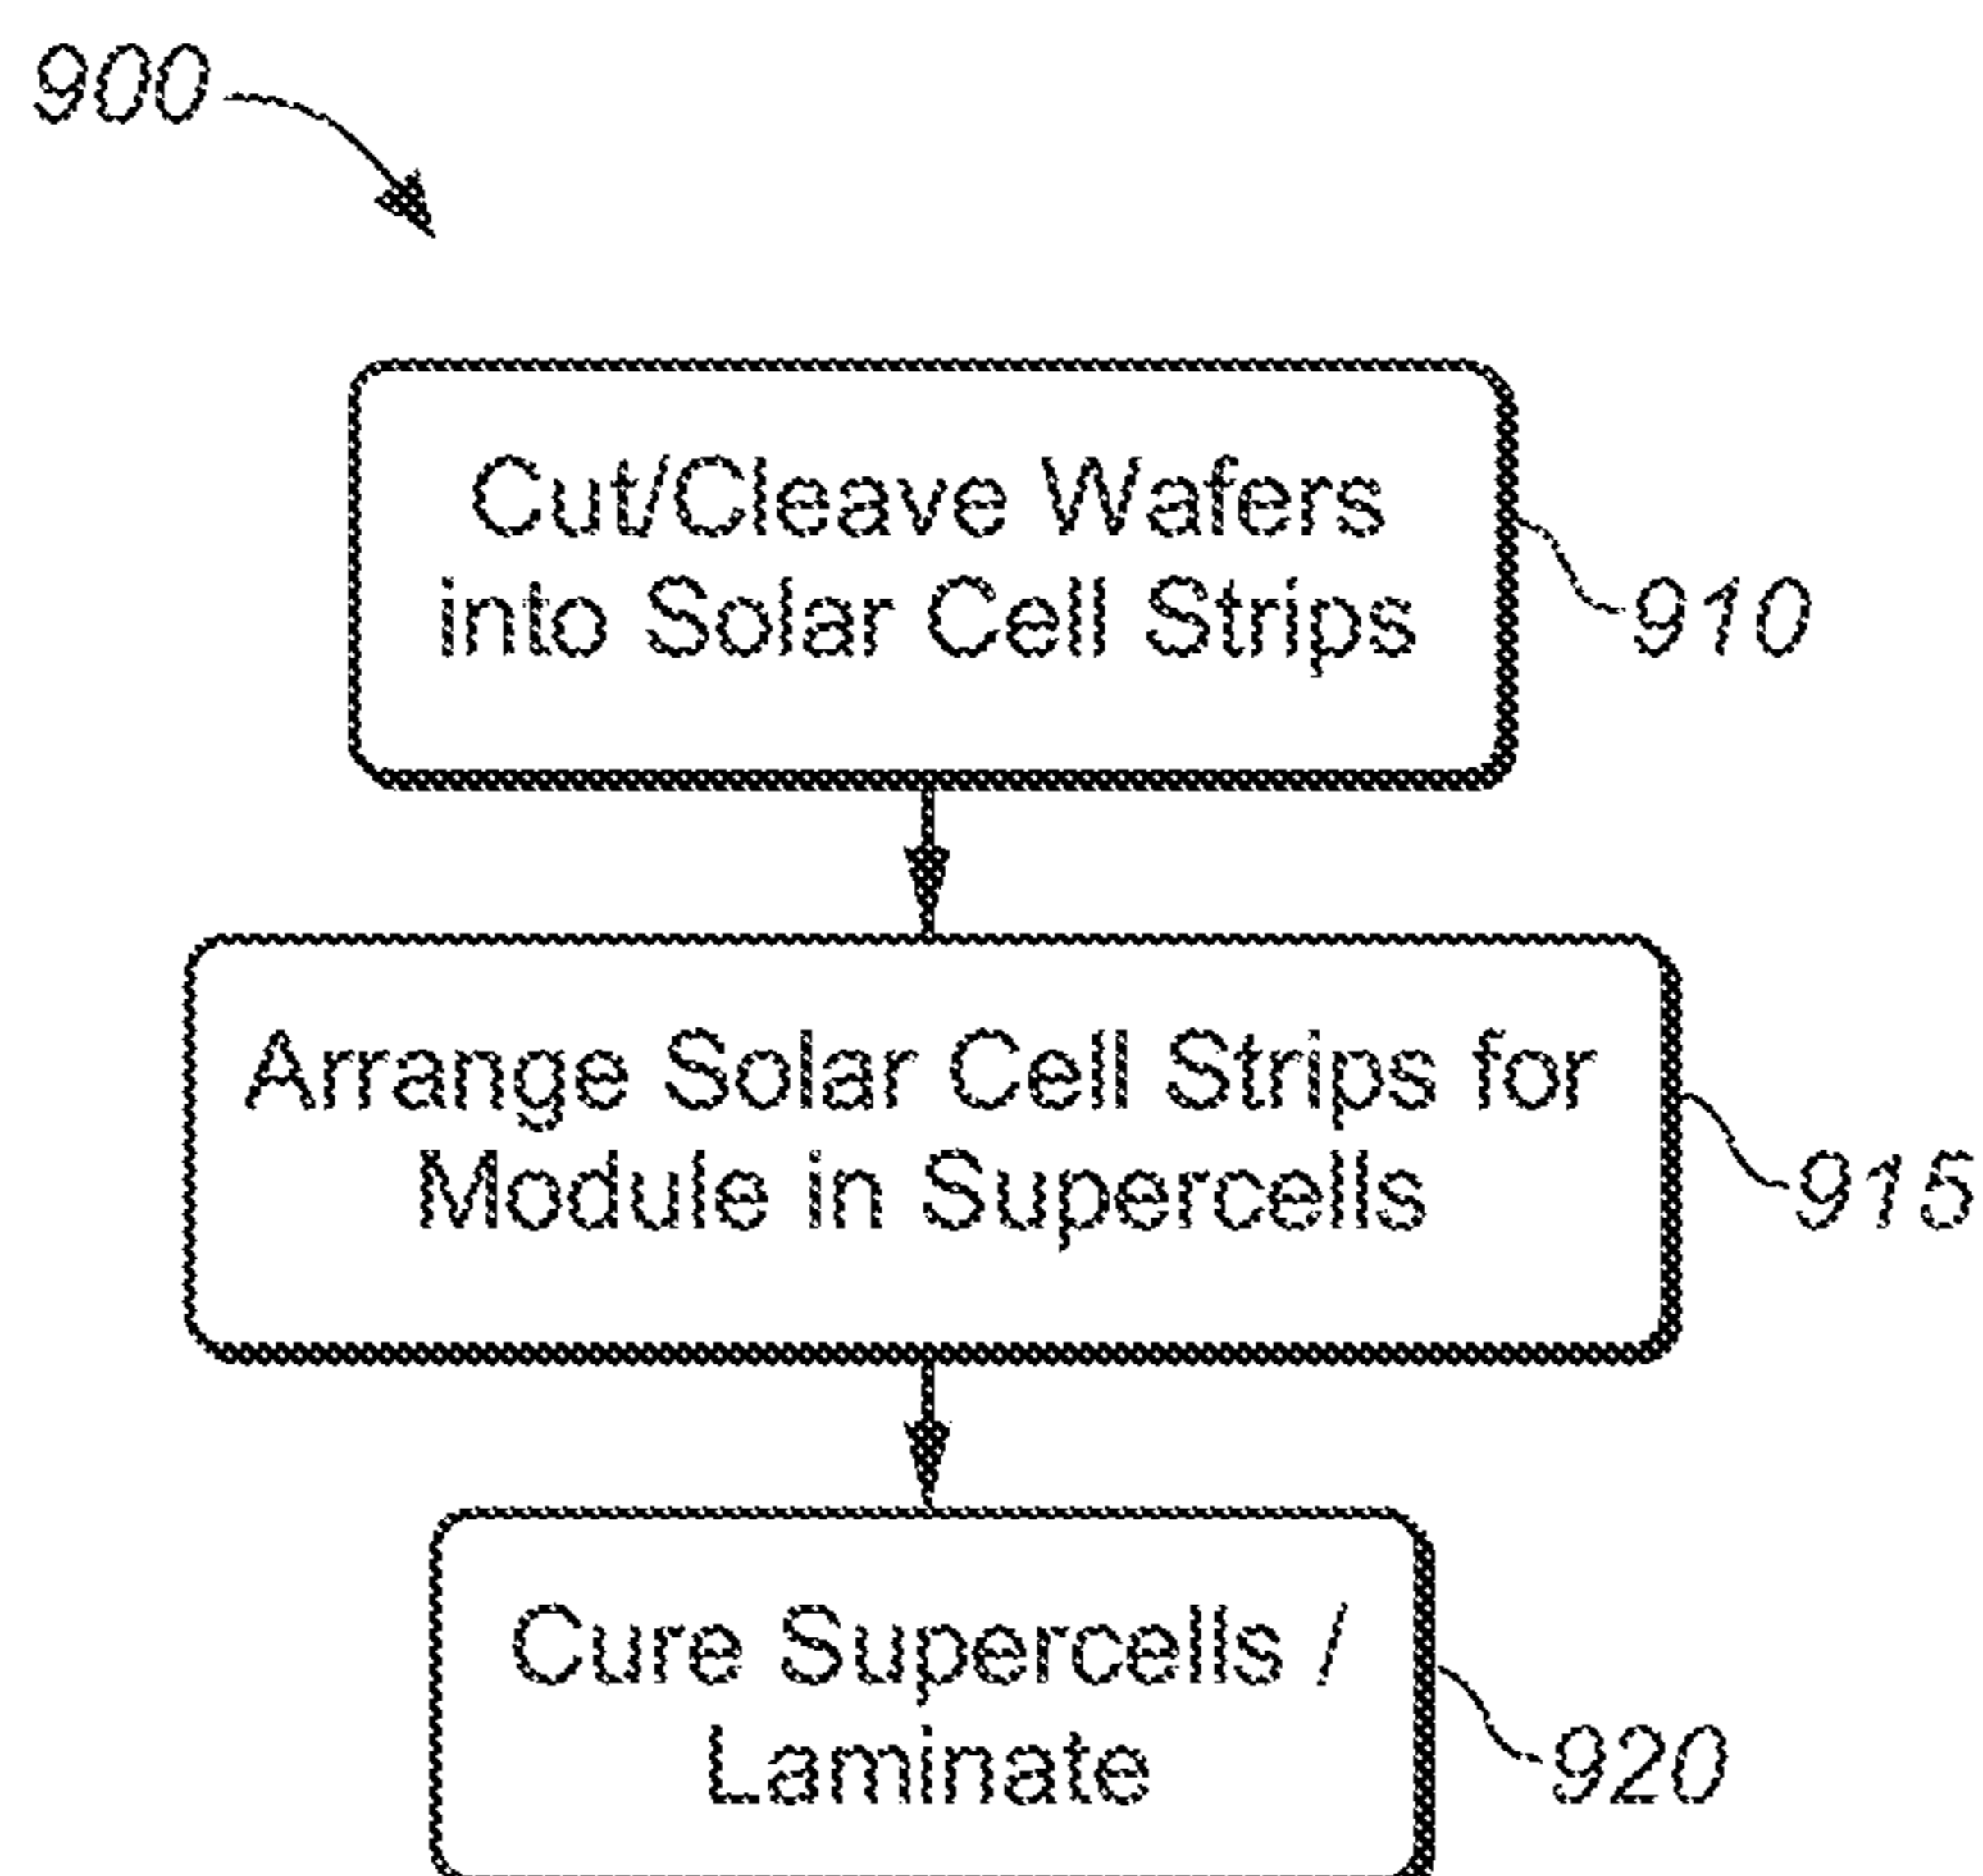 900
Cut/Cleave Wafers
into Solar Cell Strips
910
Arrange Solar Cell Strips for
Module in Supercells
915
Cure Supercells /
Laminate
920